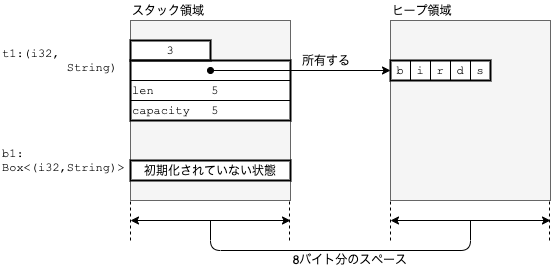 スタック領域
ヒープ領域
t1:(i32,
String)
3
所有する
b i r d s
len 5
capacity 5
b1:
Box<(i32,String)>
初期化されていない状態
8バイト分のスペース